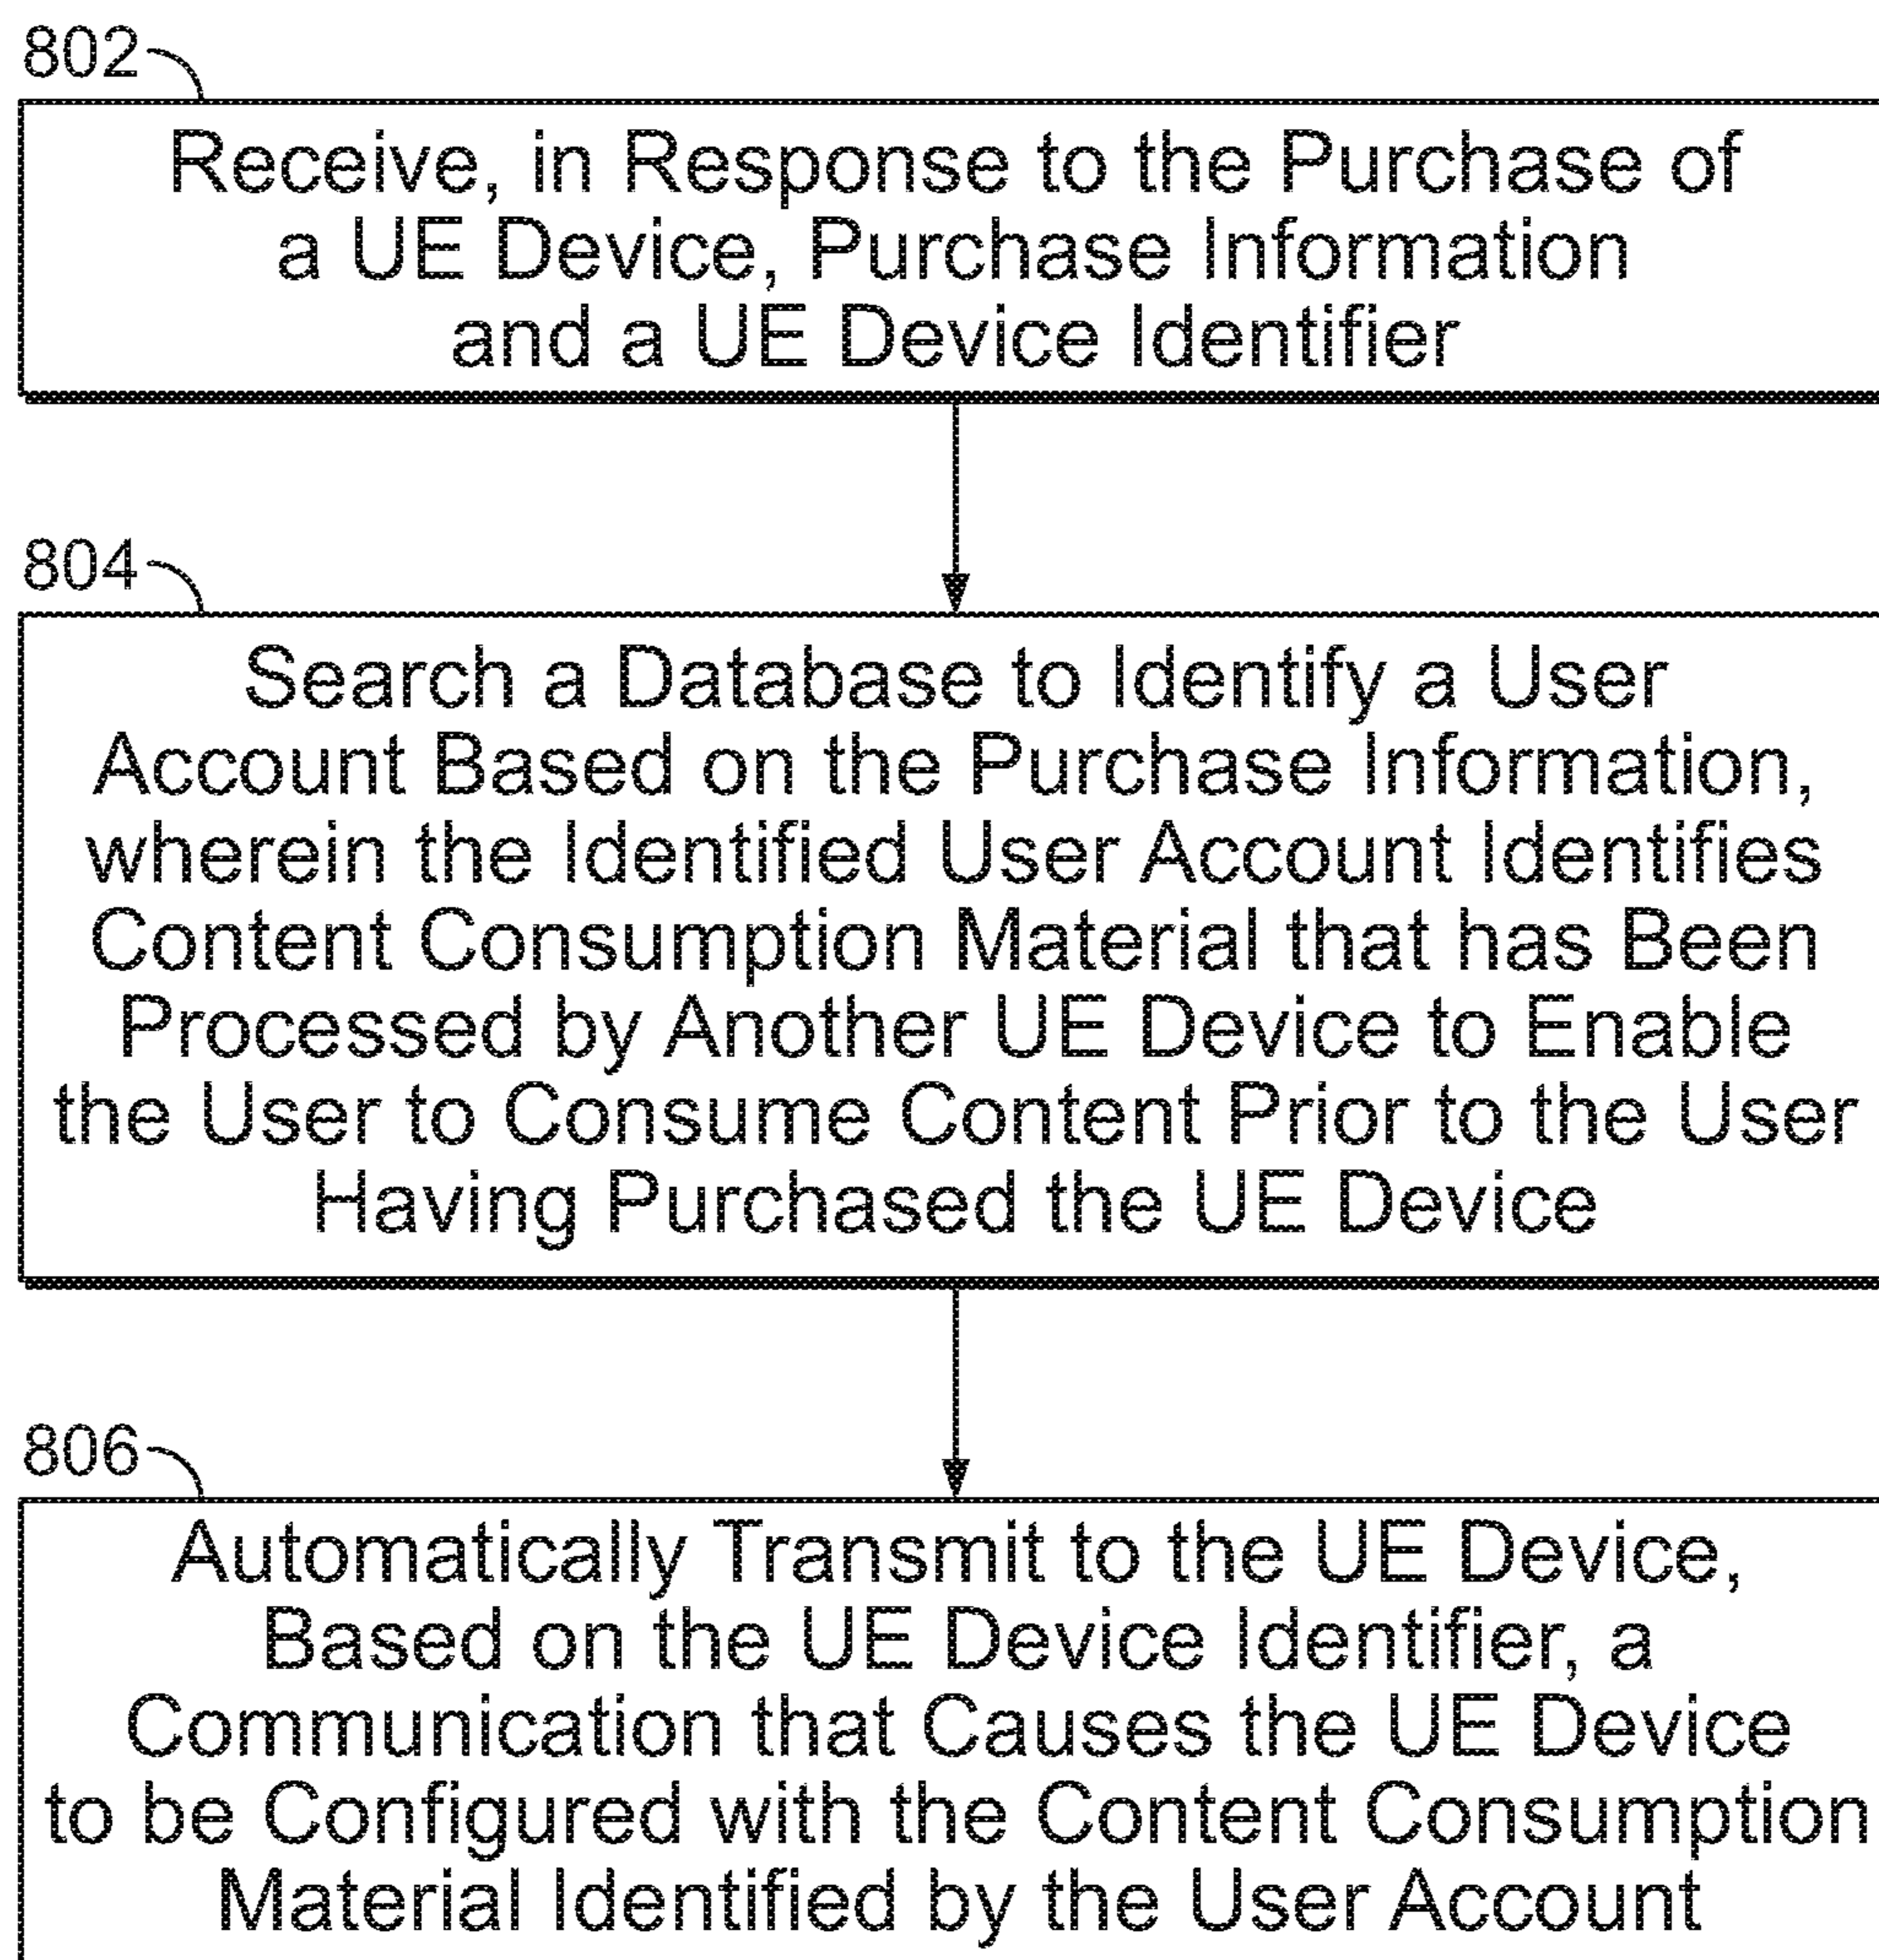 802
Receive, in Response to the Purchase of
a UE Device, Purchase Information
and a UE Device Identifier
804
Search a Database to Identify a User
Account Based on the Purchase Information,
wherein the Identified User Account Identifies
Content Consumption Material that has Been
Processed by Another UE Device to Enable
the User to Consume Content Prior to the User
Having Purchased the UE Device
806
Automatically Transmit to the UE Device,
Based on the UE Device Identifier, a
Communication that Causes the UE Device
to be Configured with the Content Consumption
Material Identified by the User Account